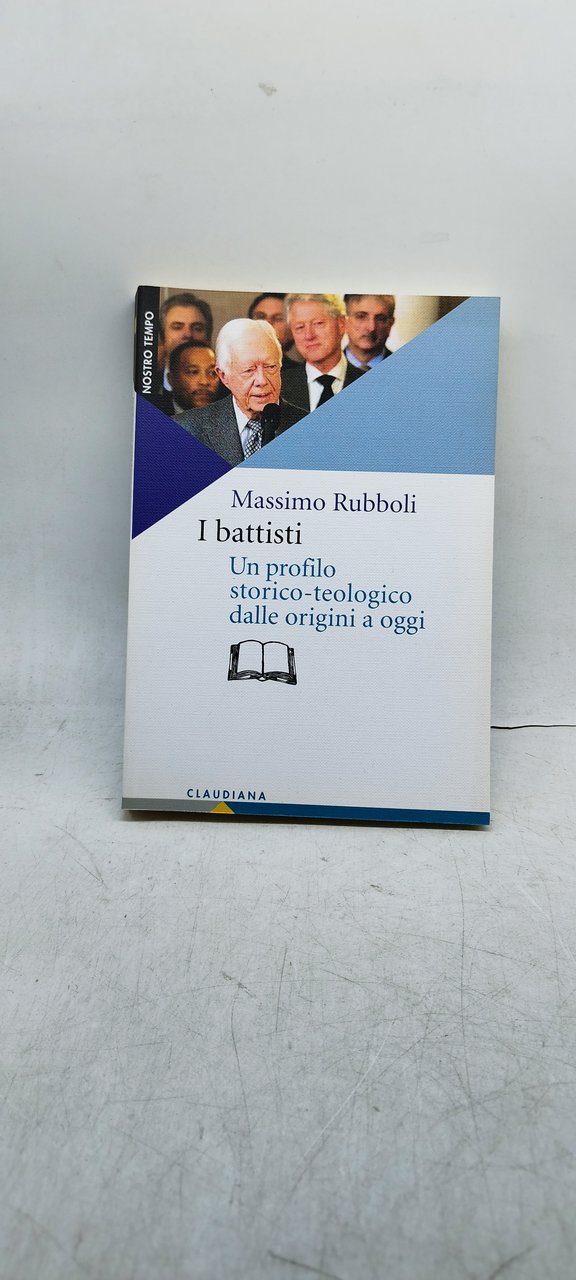 NOSTRO TEMPO
Massimo Rubboli
I battisti
Un profilo
storico-teologico
dalle origini a oggi
CLAUDIANA